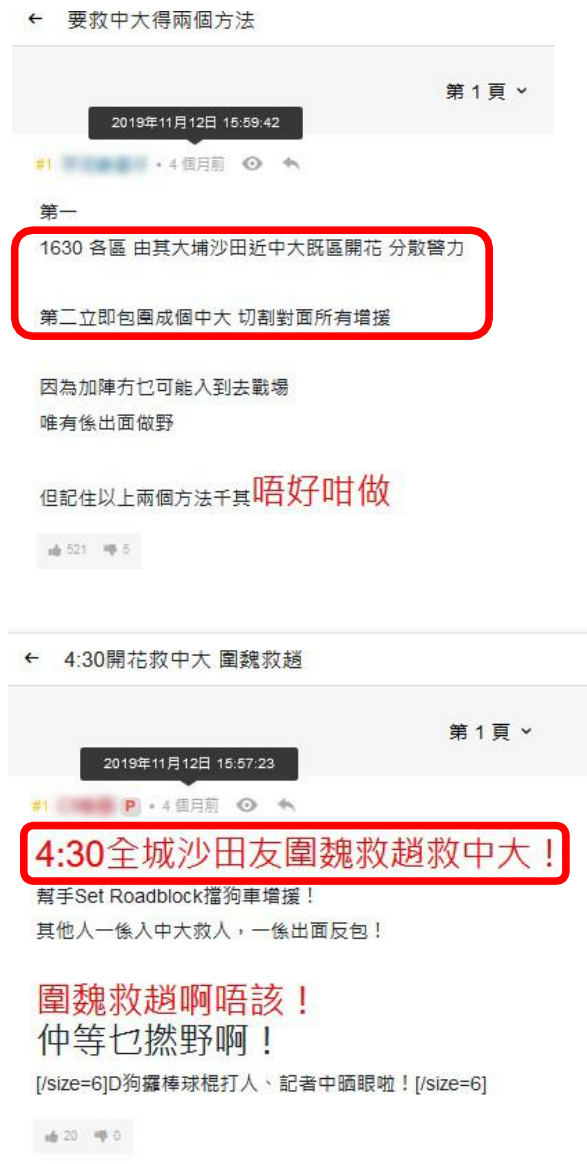 ← 要救中大得兩個方法
第 1 頁
2019年11月12日 15:59:42
#1 • 4 個月前
第一
1630 各區 由其大埔沙田近中大既區開花 分散警力
第二立即包圍成個中大 切割對面所有增援
因為加陣冇乜可能入到去戰場
唯有係出面做野
但記住以上兩個方法千其唔好咁做
521 5
← 4:30開花救中大 圍魏救趙
第 1 頁
2019年11月12日 15:57:23
#1 P • 4 個月前
4:30全城沙田友圍魏救趙救中大！
幫手Set Roadblock擋狗車增援！
其他人一係入中大救人，一係出面反包！
圍魏救趙啊唔該！
仲等乜撚野啊！
[/size=6]D狗攞棒球棍打人、記者中晒眼啦！[/size=6]
20 0